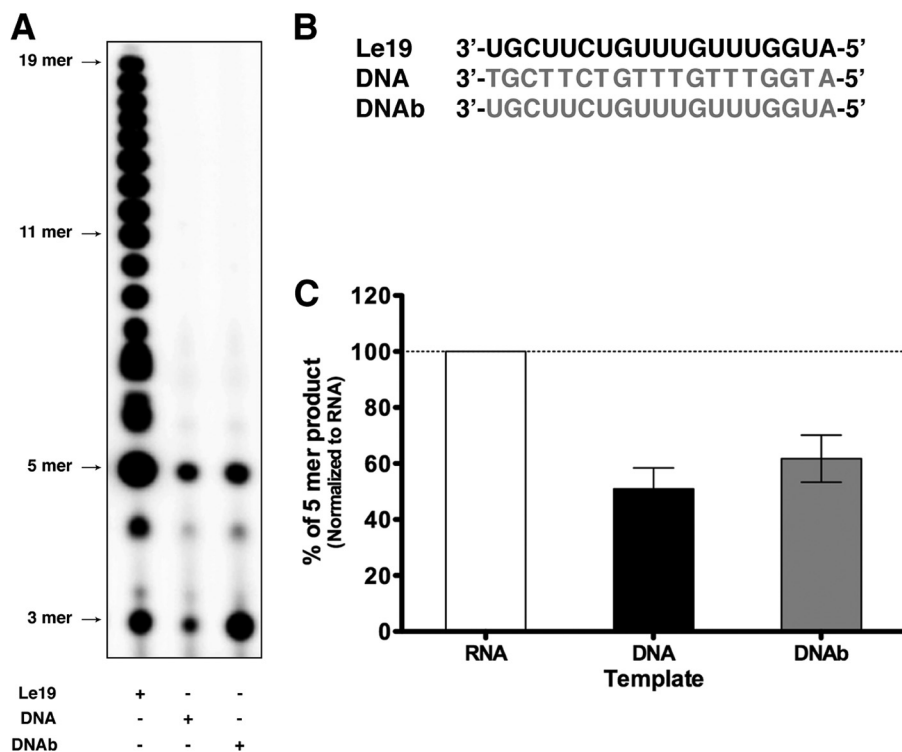 A
19 mer →
11 mer →
5 mer →
3 mer →
Le19 + - -
DNA - + -
DNAb - - +
B
Le19 3’-UGCUUCUGUUUGUUUGGUA-5’
DNA 3’-TGCTTCTGTTTGTTTGGTA-5’
DNAb 3’-UGCUUCUGUUUGUUUGGUA-5’
C
% of 5 mer product
(Normalized to RNA)
120
100
80
60
40
20
0
RNA DNA DNAb
Template